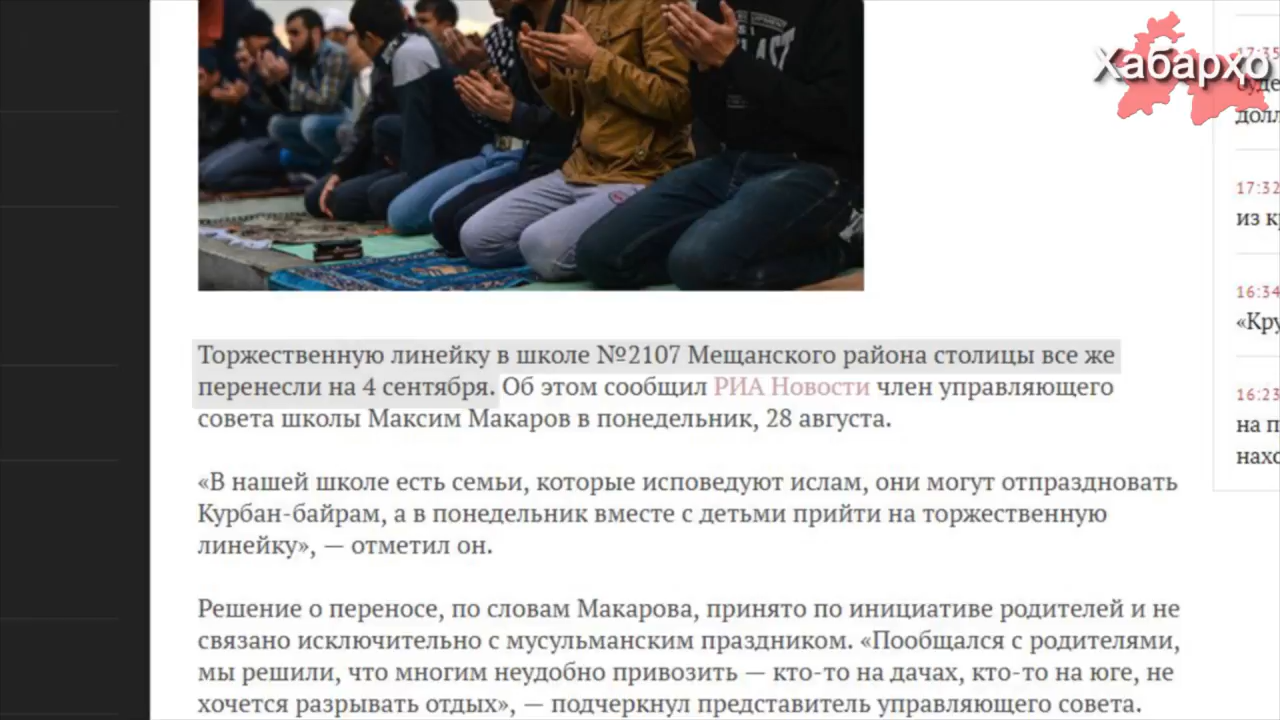 Хабарҳо
Торжественную линейку в школе №2107 Мещанского района столицы все же
перенесли на 4 сентября. Об этом сообщил РИА Новости член управляющего
совета школы Максим Макаров в понедельник, 28 августа.
«В нашей школе есть семьи, которые исповедуют ислам, они могут отпраздновать
Курбан-байрам, а в понедельник вместе с детьми прийти на торжественную
линейку», — отметил он.
Решение о переносе, по словам Макарова, принято по инициативе родителей и не
связано исключительно с мусульманским праздником. «Пообщался с родителями,
мы решили, что многим неудобно привозить — кто-то на дачах, кто-то на юге, не
хочется разрывать отдых», — подчеркнул представитель управляющего совета.
17:32
из
16:34
16:23
на